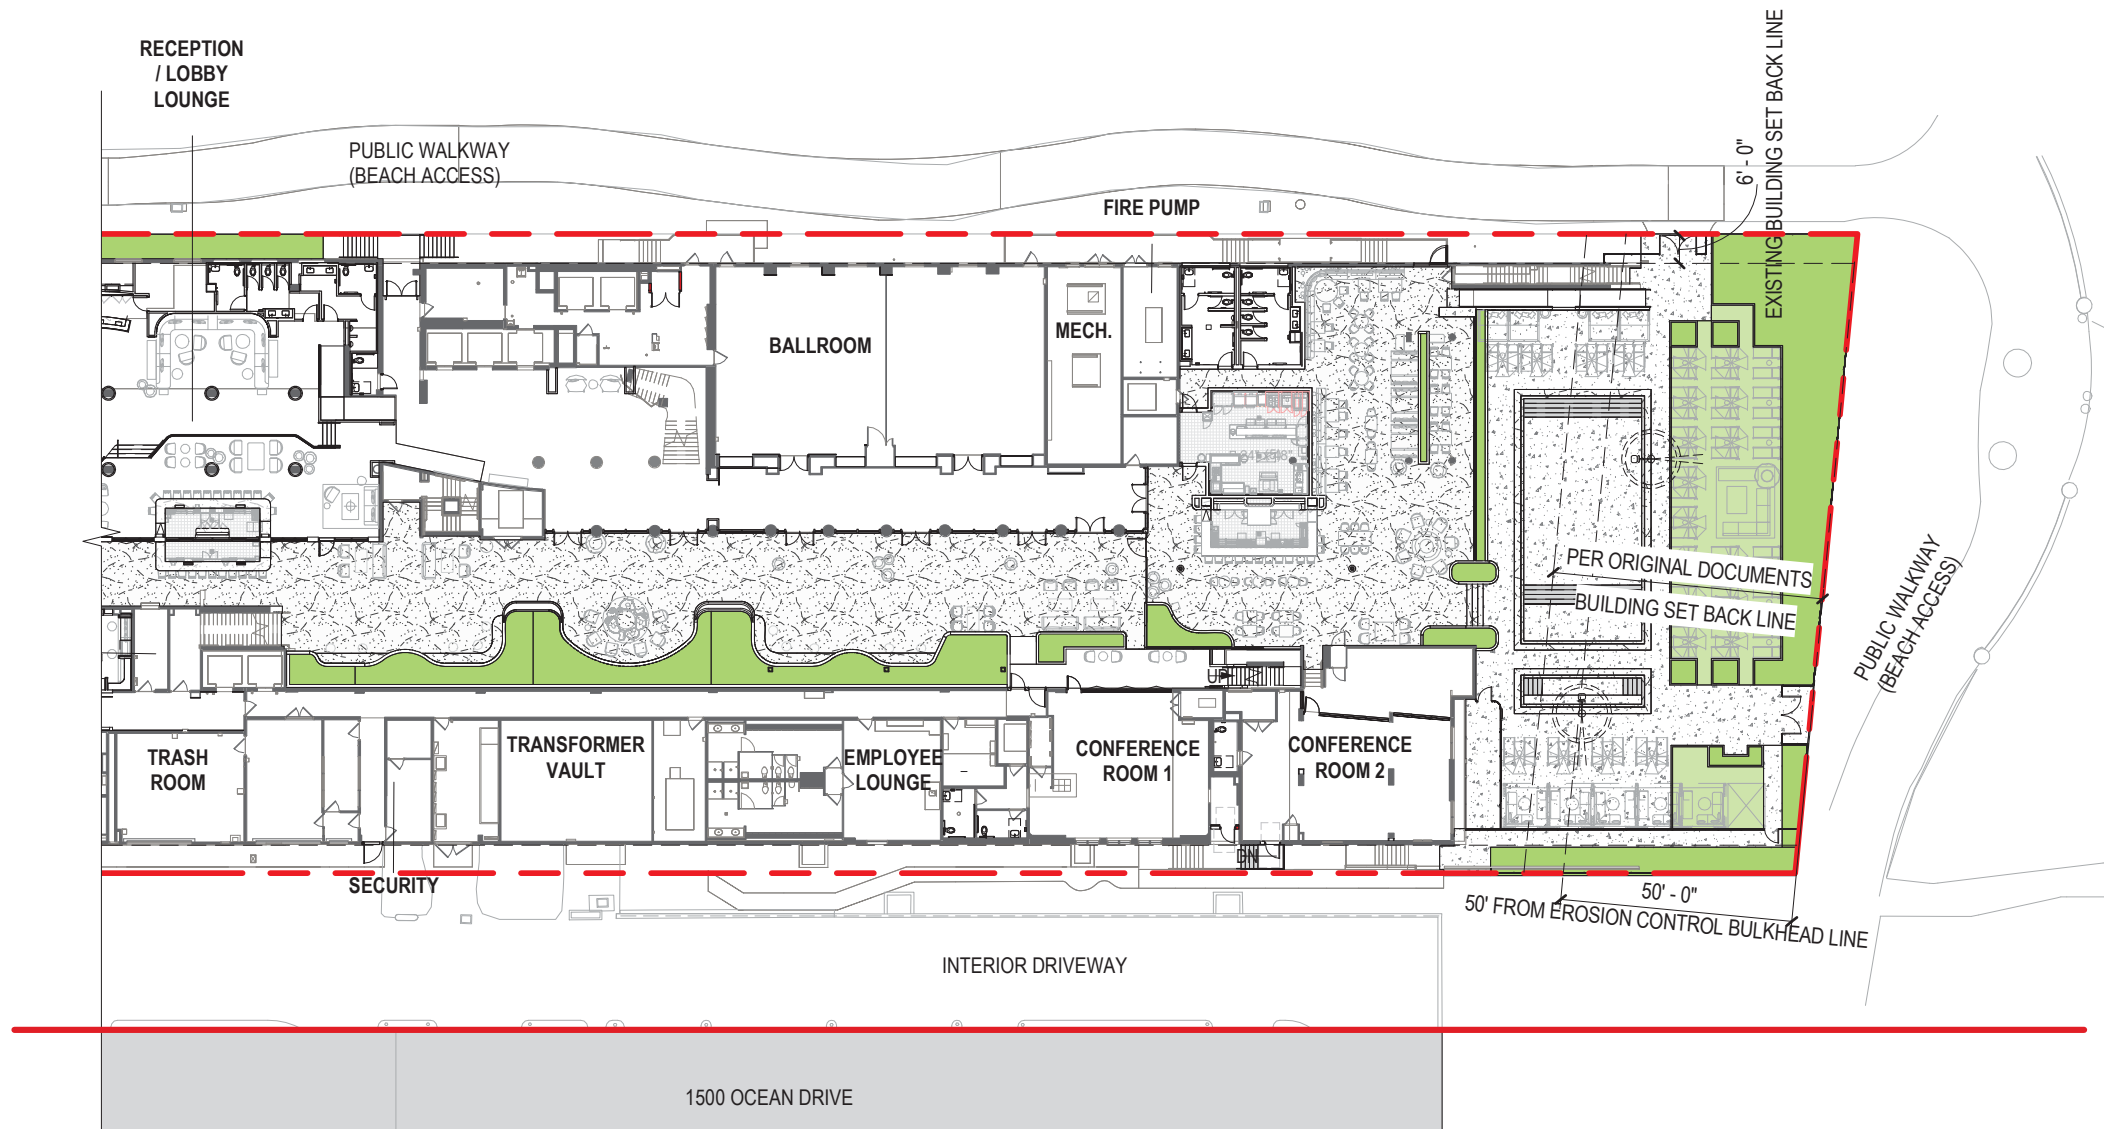 RECEPTION
/ LOBBY
LOUNGE
PUBLIC WALKWAY
(BEACH ACCESS)
FIRE PUMP
6' - 0"
EXISTING BUILDING SET BACK LINE
BALLROOM
MECH.
PER ORIGINAL DOCUMENTS
BUILDING SET BACK LINE
PUBLIC WALKWAY
(BEACH ACCESS)
UP
TRASH
ROOM
TRANSFORMER
VAULT
EMPLOYEE
LOUNGE
CONFERENCE
ROOM 1
CONFERENCE
ROOM 2
DN
SECURITY
50' - 0"
50' FROM EROSION CONTROL BULKHEAD LINE
INTERIOR DRIVEWAY
1500 OCEAN DRIVE